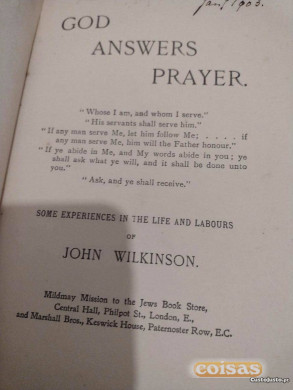 Jan/ 1903.
GOD
ANSWERS
PRAYER.
"Whose I am, and whom I serve."
"His servants shall serve him."
"If any man serve Me, let him follow Me; . . . . if
any man serve Me, him will the Father honour."
"If ye abide in Me, and My words abide in you; ye
shall ask what ye will, and it shall be done unto
you."
"Ask, and ye shall receive."
SOME EXPERIENCES IN THE LIFE AND LABOURS
OF
JOHN WILKINSON.
Mildmay Mission to the Jews Book Store,
Central Hall, Philpot St., London, E.,
and Marshall Bros., Keswick House, Paternoster Row, E.C.
coisas